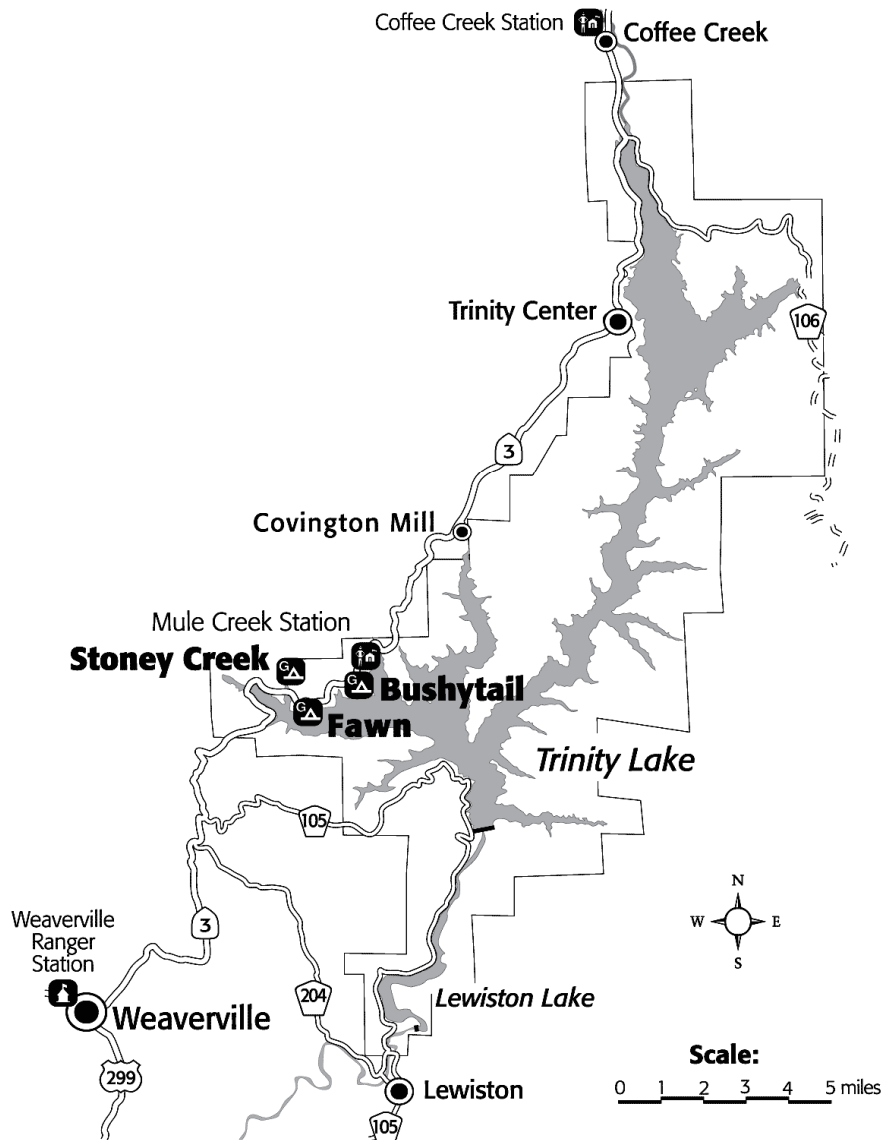 Coffee Creek Station
Coffee Creek
Trinity Center
106
3
Covington Mill
Mule Creek Station
Stoney Creek
G
G
Bushytail
G
Fawn
Trinity Lake
105
N
W
E
S
3
Weaverville
Ranger
Station
204
Lewiston Lake
Weaverville
Scale:
299
0 1 2 3 4 5 miles
Lewiston
105